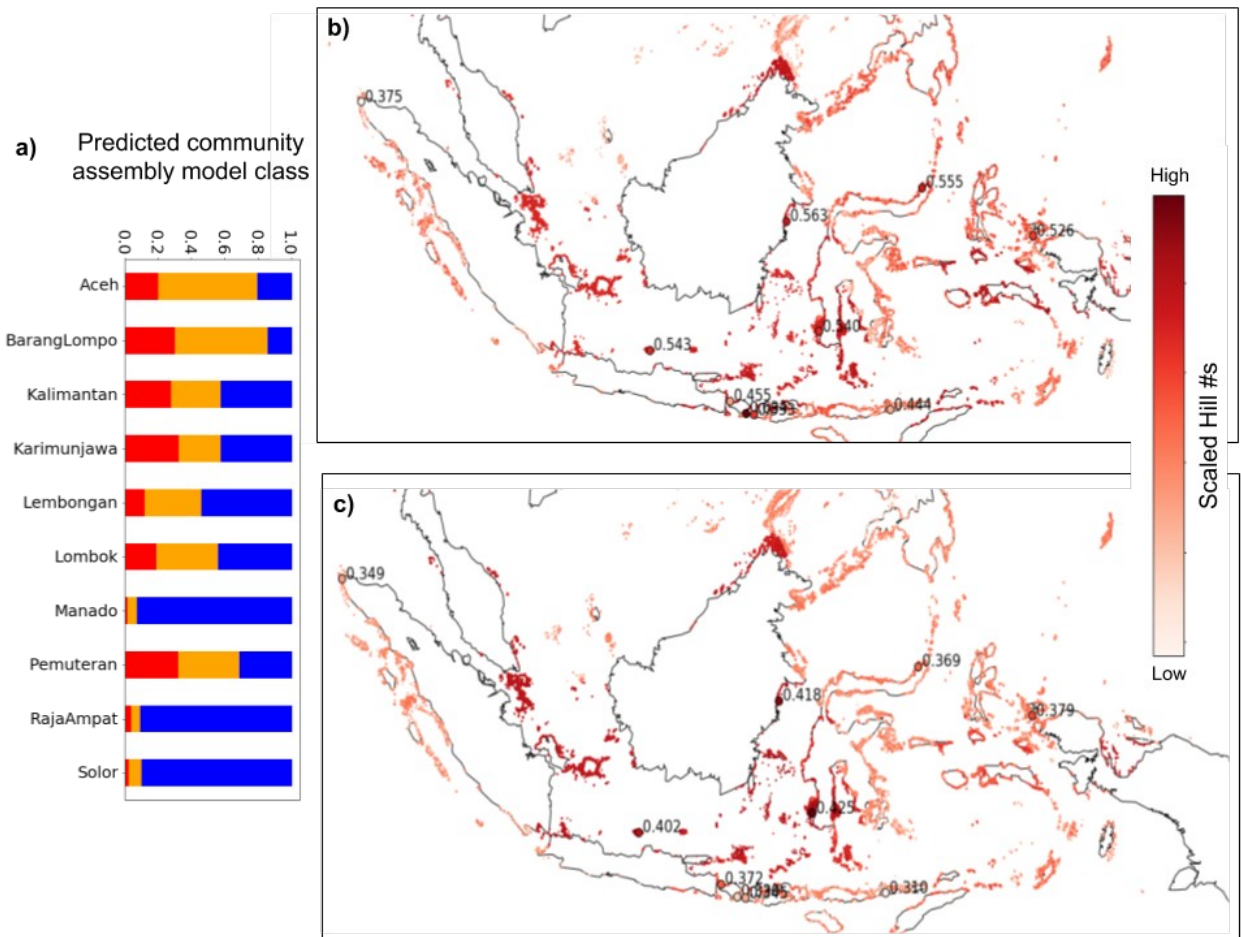 a)
Predicted community
assembly model class
0.0
0.2
0.4
0.6
0.8
1.0
Aceh
BarangLompo
Kalimantan
Karimunjawa
Lembongan
Lombok
Manado
Pemuteran
RajaAmpat
Solor
b)
0.375
0.555
0.563
0.526
0.540
0.543
0.455
0.444
c)
0.349
0.369
0.418
0.379
0.425
0.402
0.372
0.310
High
Scaled Hill #s
Low